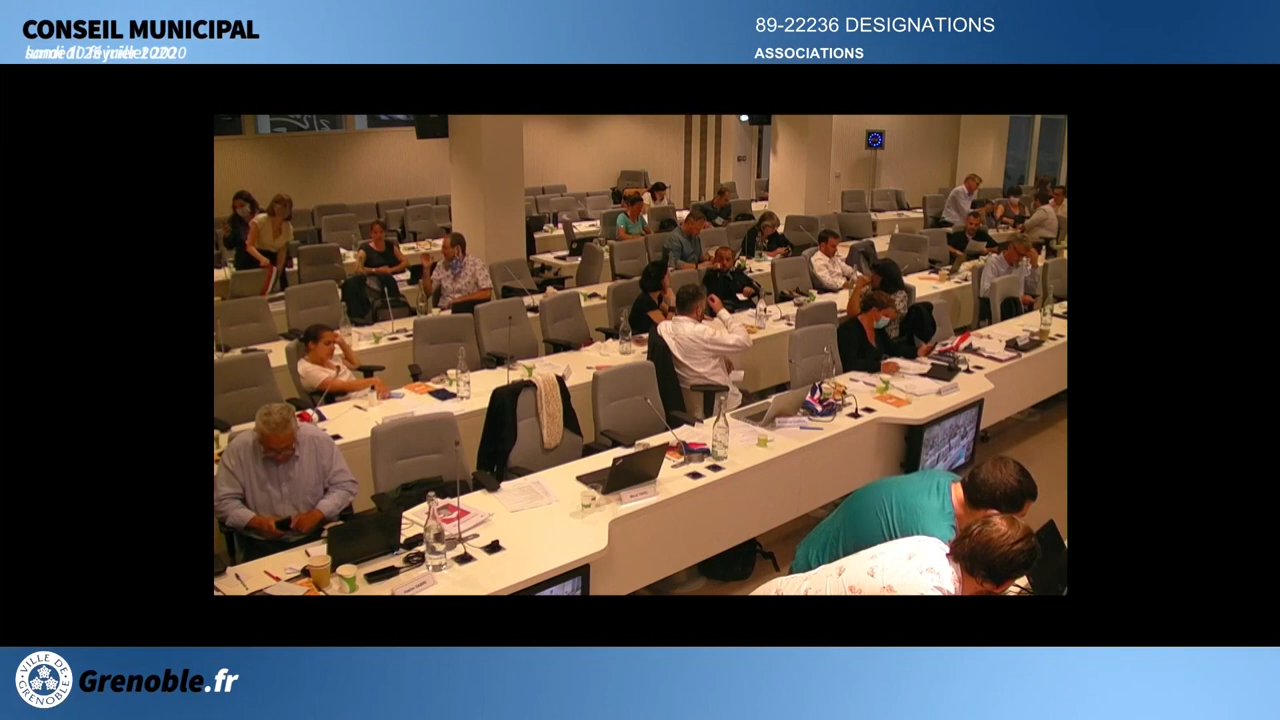 CONSEIL MUNICIPAL
89-22236 DESIGNATIONS
ASSOCIATIONS
VILLE DE GRENOBLE
Grenoble.fr